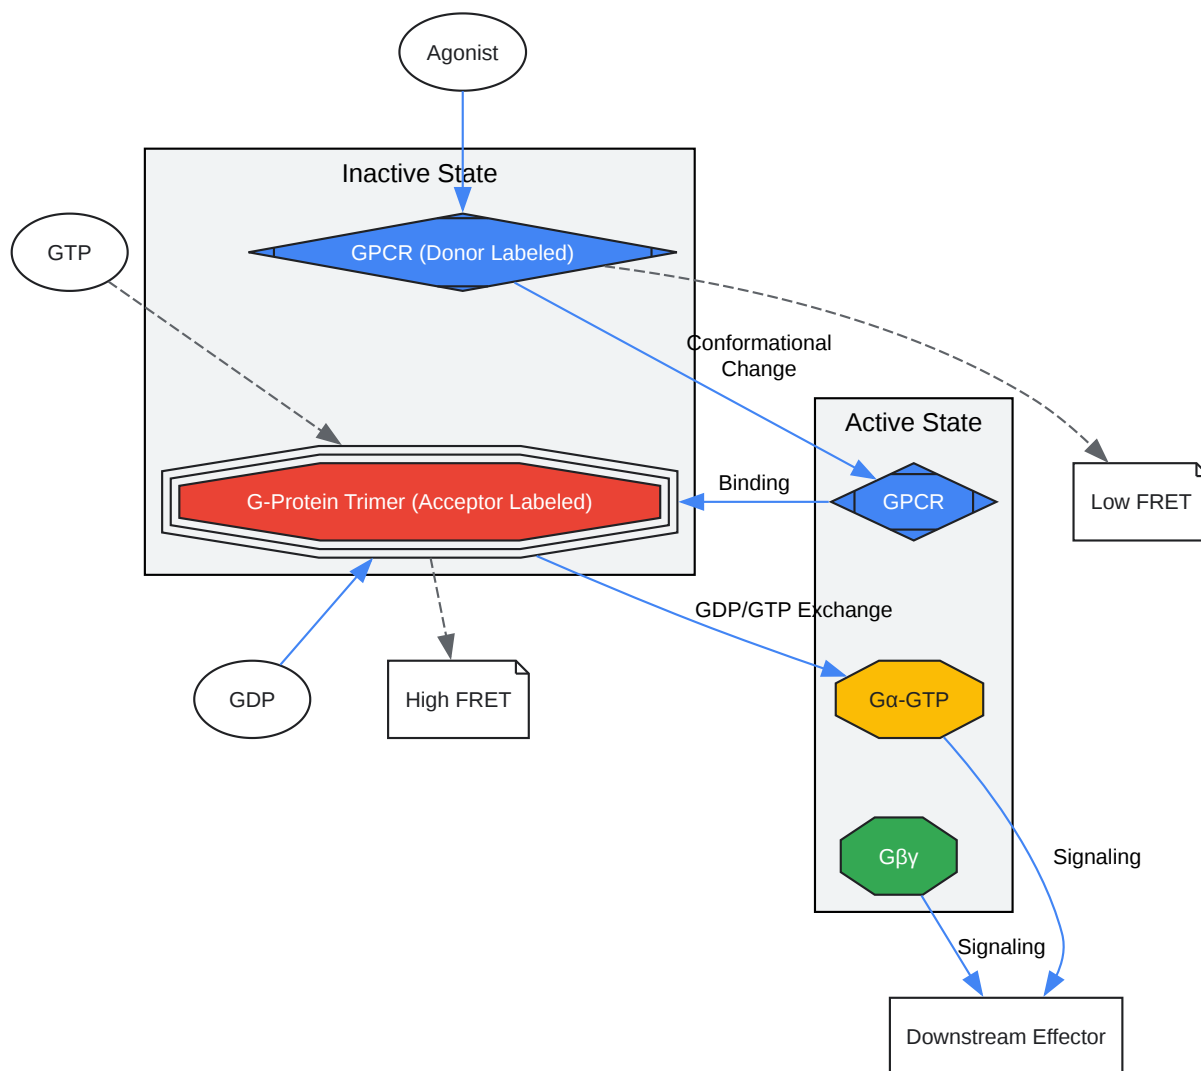 Agonist
Inactive State
GTP
GPCR (Donor Labeled)
Conformational
Change
Active State
G-Protein Trimer (Acceptor Labeled)
Binding
GPCR
Low FRET
GDP/GTP Exchange
GDP
High FRET
Gα-GTP
Gβγ
Signaling
Signaling
Downstream Effector